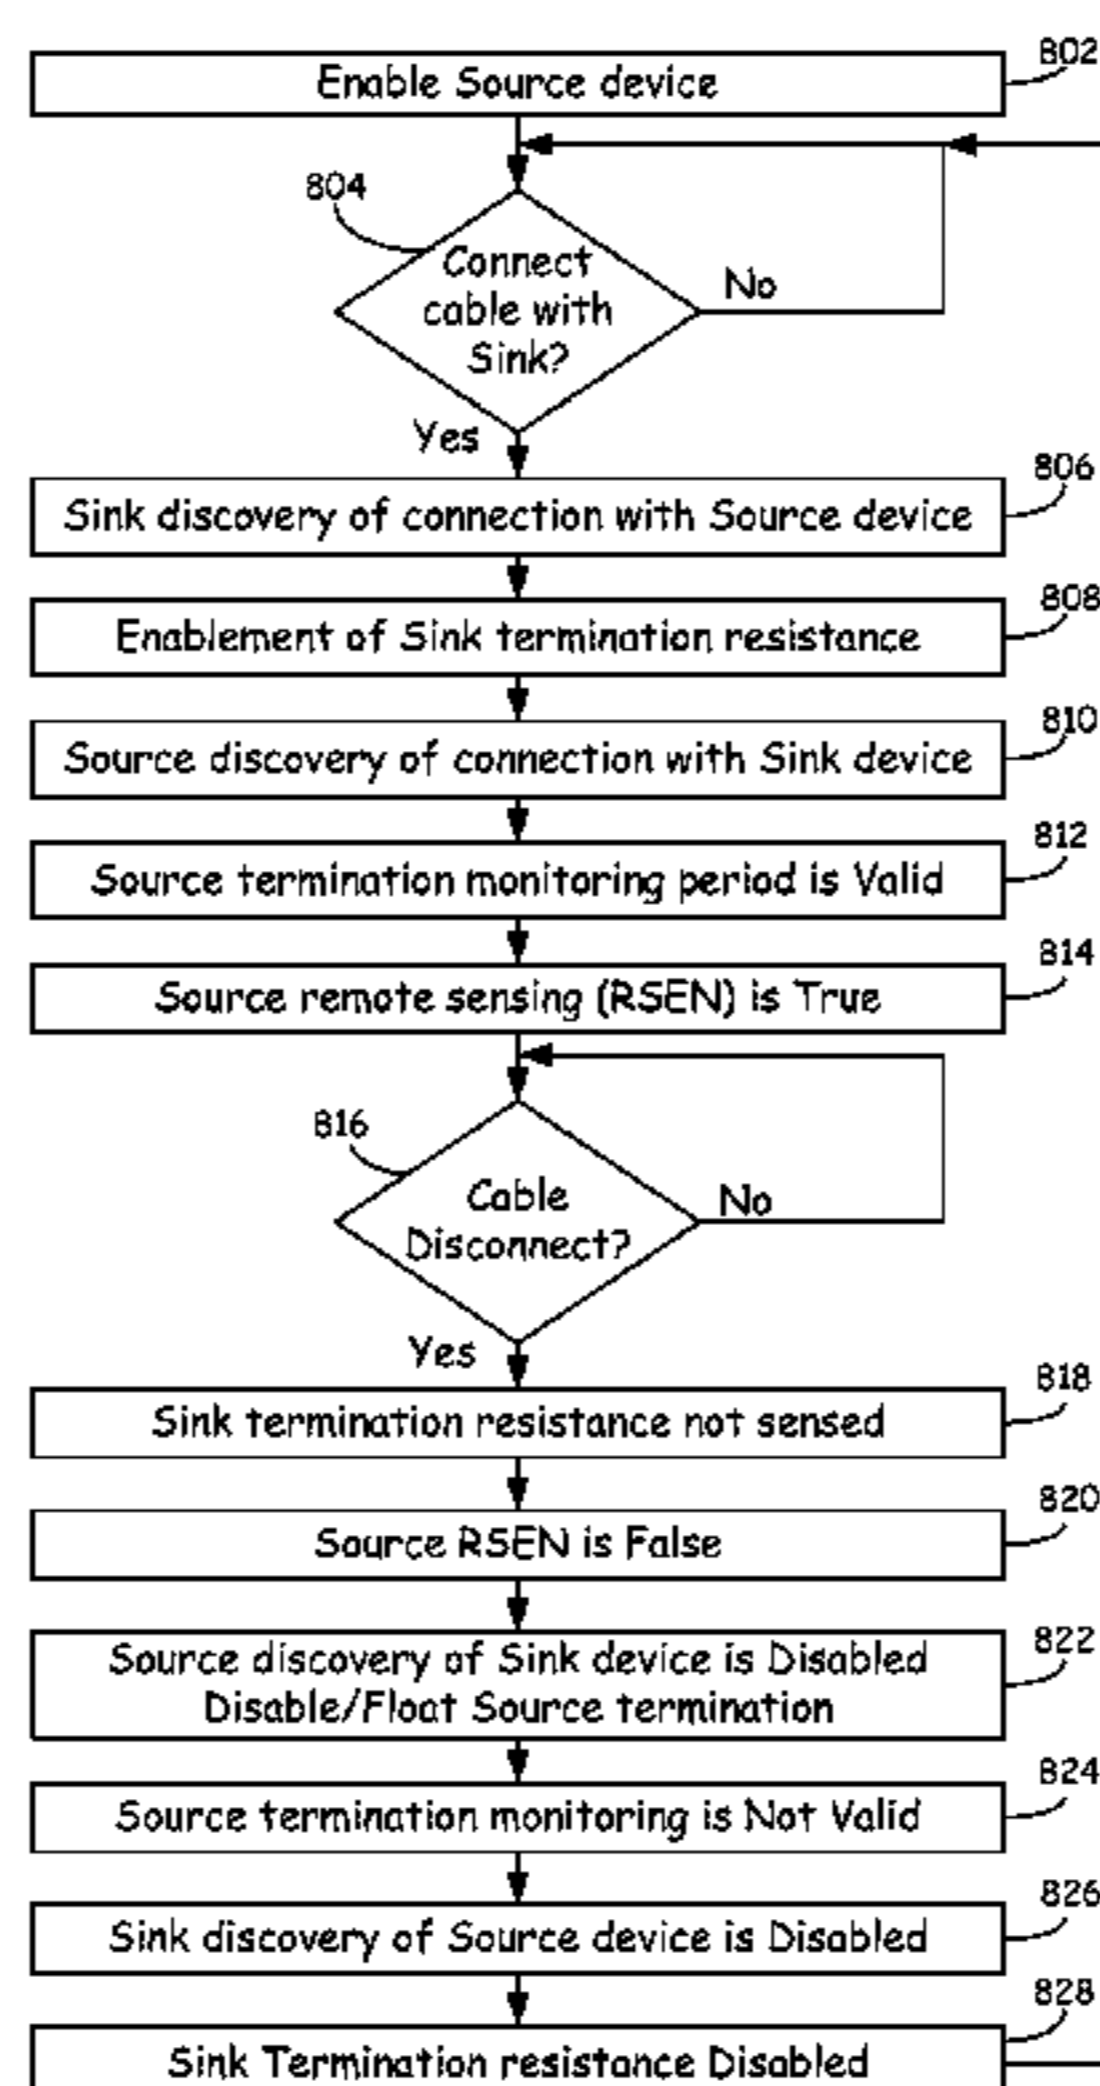 802
Enable Source device
804
Connect
cable with
Sink?
No
Yes
806
Sink discovery of connection with Source device
808
Enablement of Sink termination resistance
810
Source discovery of connection with Sink device
812
Source termination monitoring period is Valid
814
Source remote sensing (RSEN) is True
816
Cable
Disconnect?
No
Yes
818
Sink termination resistance not sensed
820
Source RSEN is False
822
Source discovery of Sink device is Disabled
Disable/Float Source termination
824
Source termination monitoring is Not Valid
826
Sink discovery of Source device is Disabled
828
Sink Termination resistance Disabled